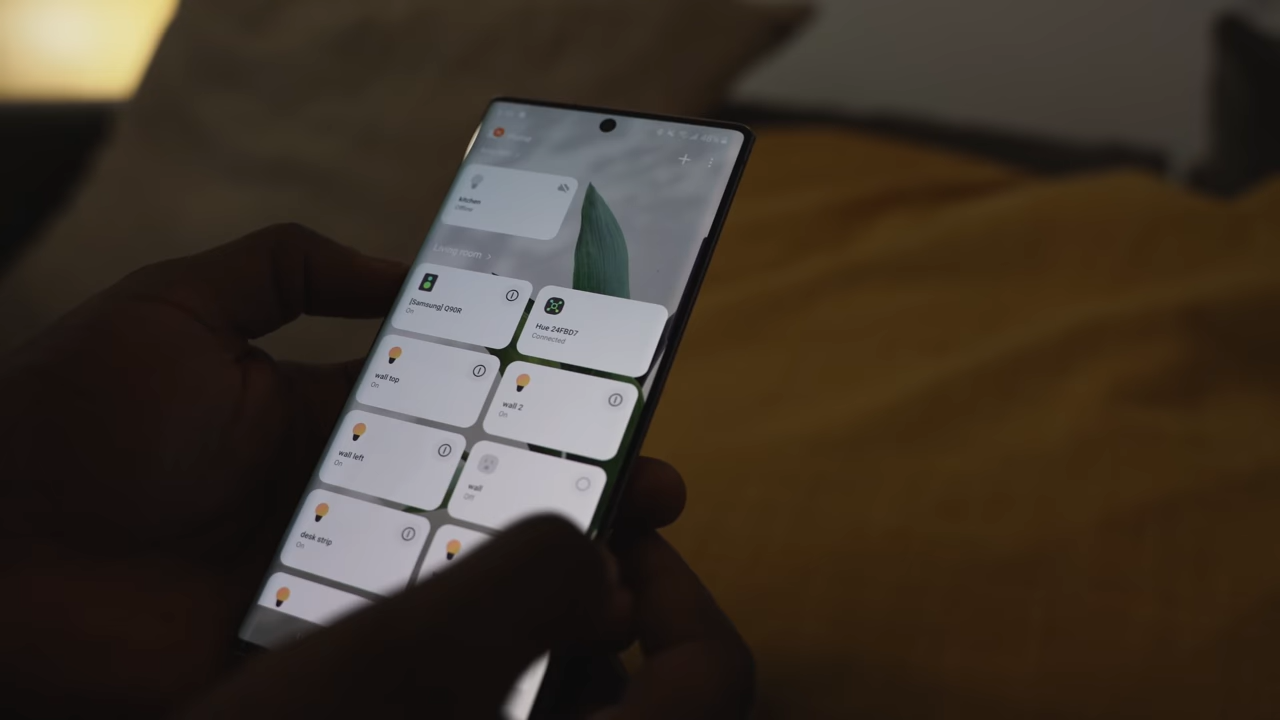 kitchen
Offline
Living room >
[Samsung] Q90R
On
Hue 24FBD7
Connected
wall top
On
wall 2
On
wall left
On
wall
Off
desk strip
On